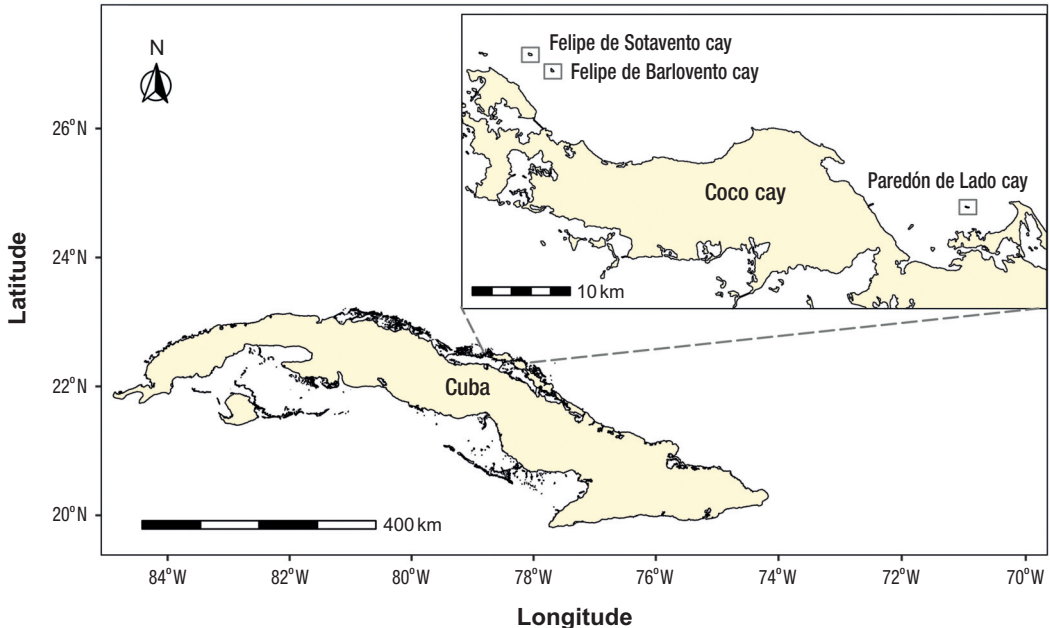 N
Felipe de Sotavento cay
Felipe de Barlovento cay
Paredón de Lado cay
Coco cay
10 km
26°N
24°N
22°N
20°N
Latitude
Cuba
400 km
84°W
82°W
80°W
78°W
76°W
74°W
72°W
70°W
Longitude